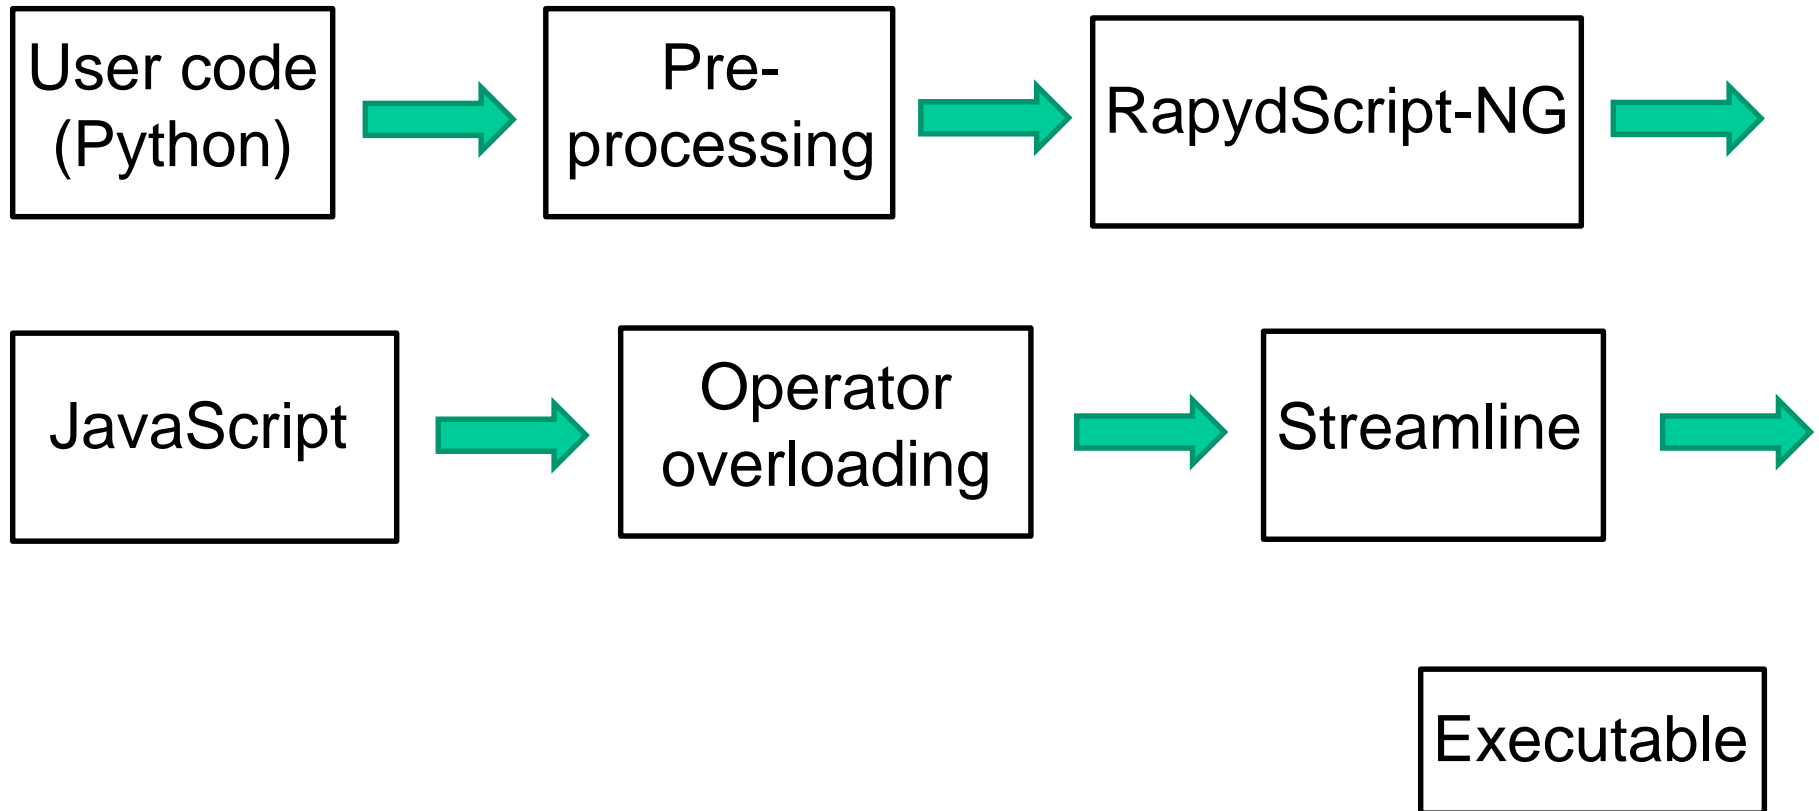 User code
(Python)
Pre-
processing
RapydScript-NG
JavaScript
Operator
overloading
Streamline
Executable